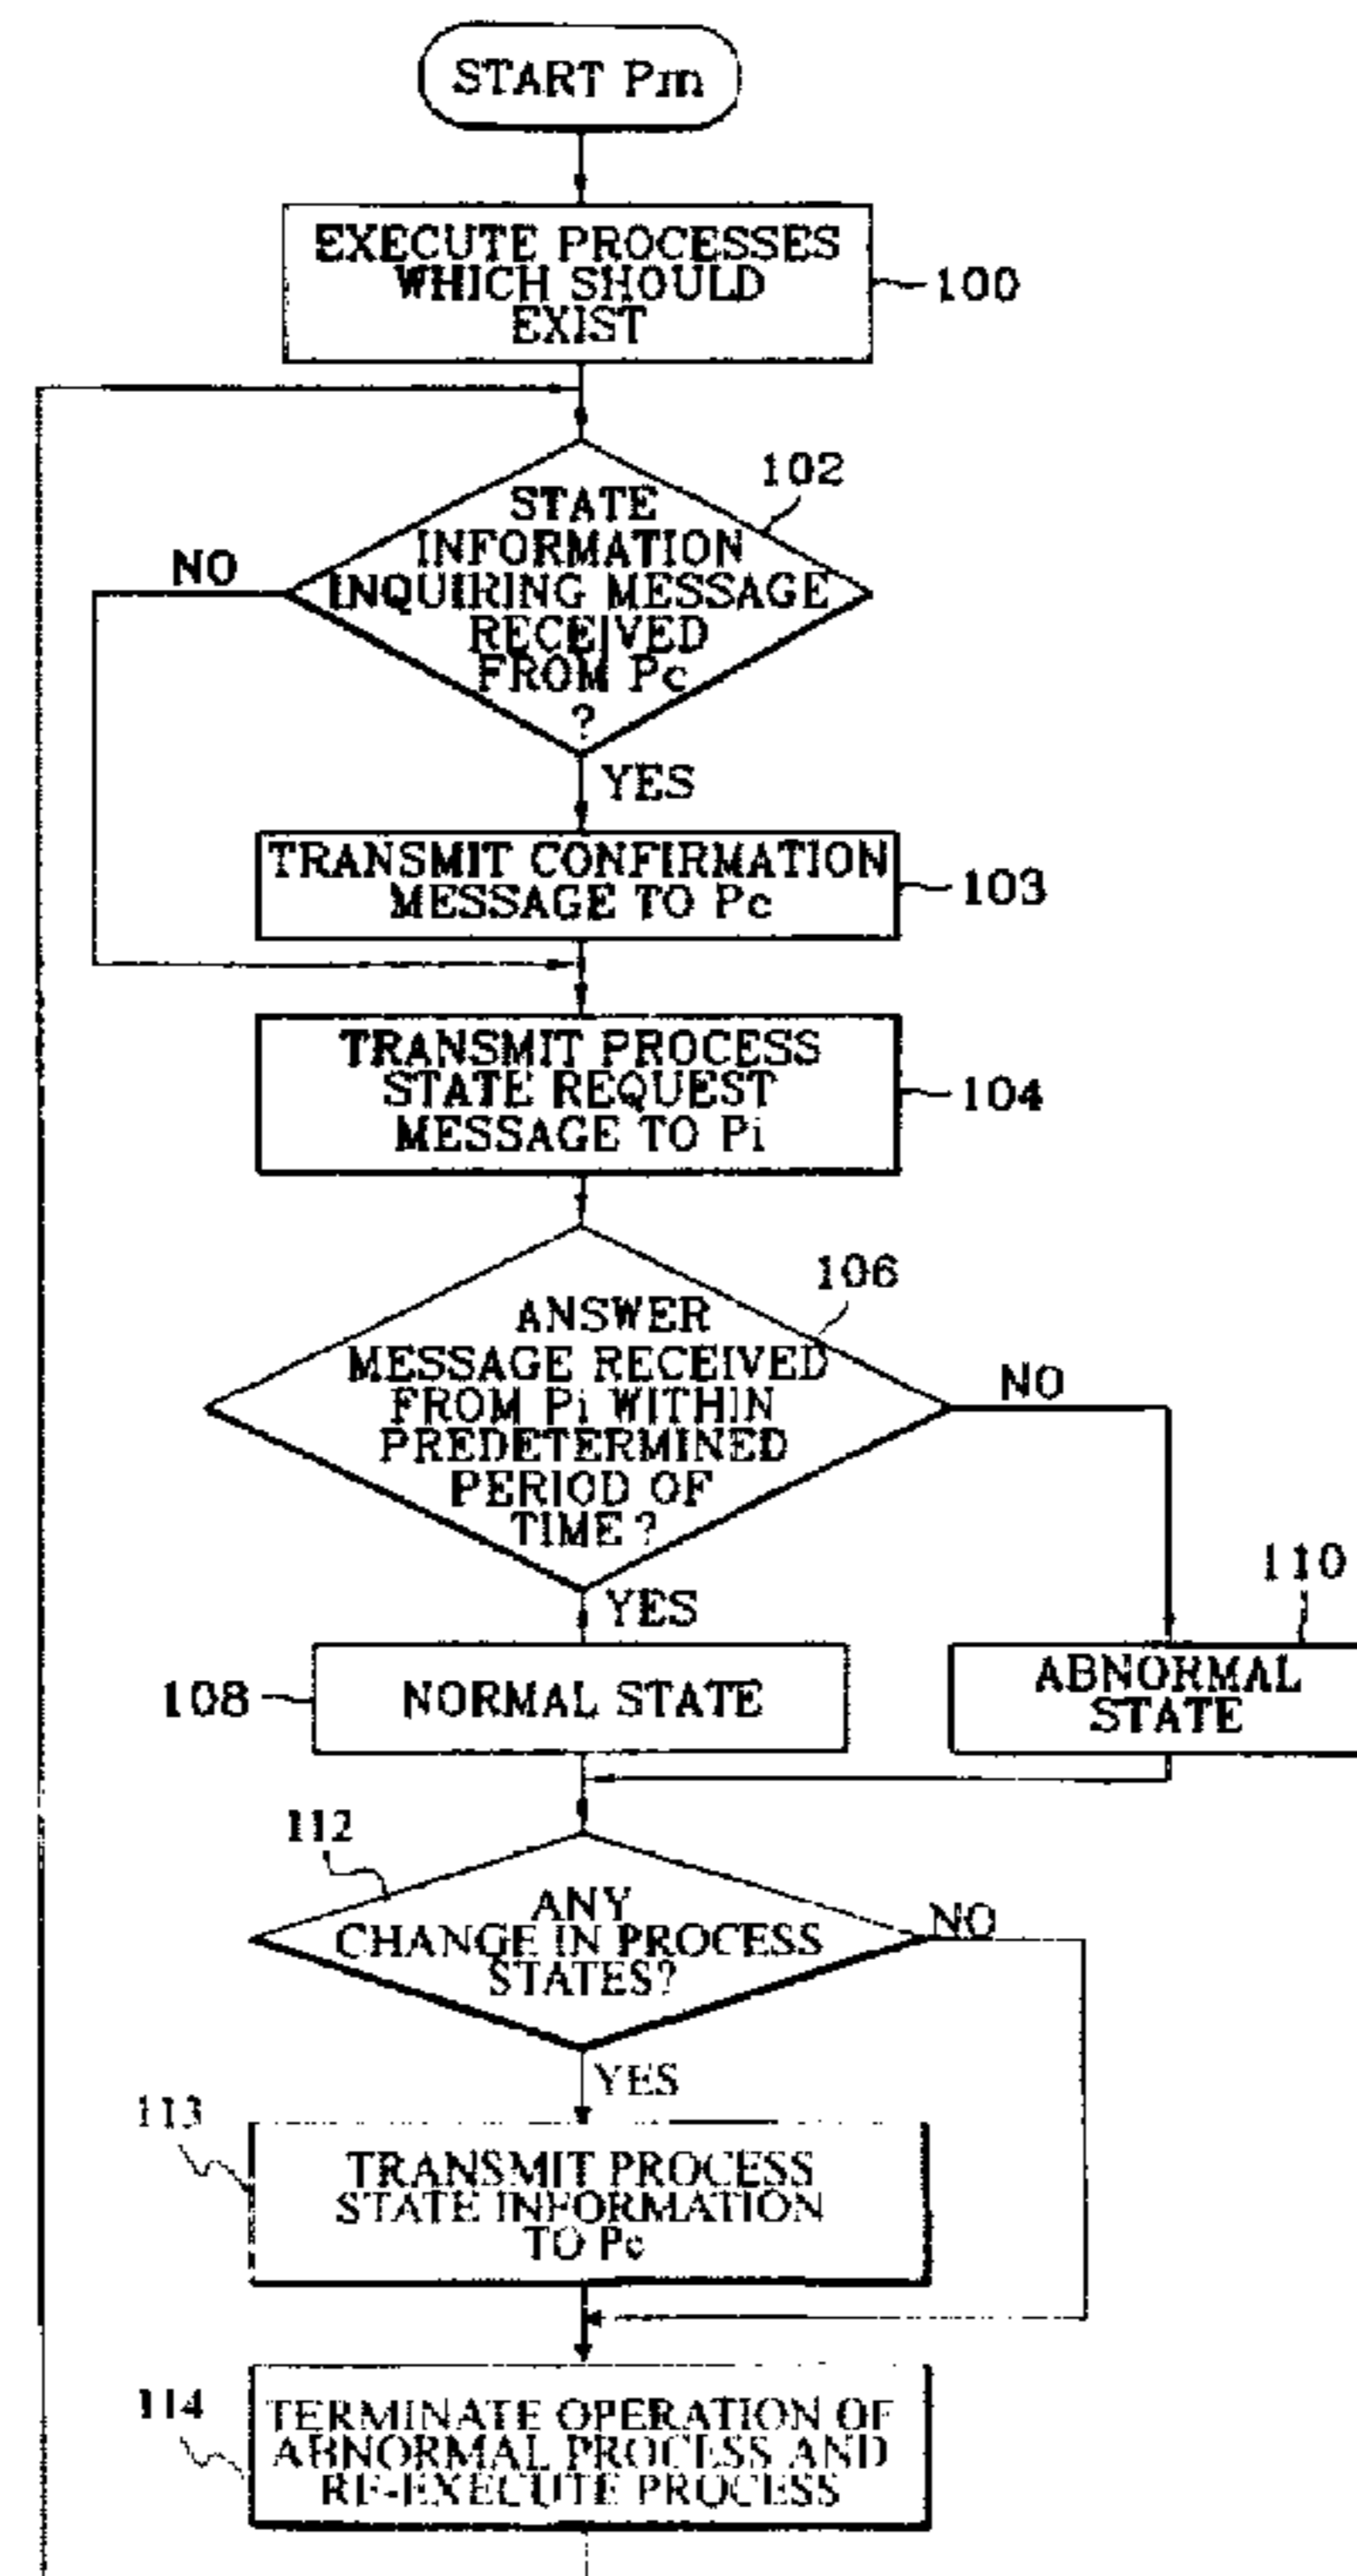 START Pm
EXECUTE PROCESSES
WHICH SHOULD
EXIST
100
102
STATE
INFORMATION
INQUIRING MESSAGE
RECEIVED
FROM Pc
?
NO
YES
TRANSMIT CONFIRMATION
MESSAGE TO Pc
103
TRANSMIT PROCESS
STATE REQUEST
MESSAGE TO Pi
104
106
ANSWER
MESSAGE RECEIVED
FROM Pi WITHIN
PREDETERMINED
PERIOD OF
TIME?
NO
YES
110
108
NORMAL STATE
ABNORMAL
STATE
112
ANY
CHANGE IN PROCESS
STATES?
NO
YES
113
TRANSMIT PROCESS
STATE INFORMATION
TO Pc
114
TERMINATE OPERATION OF
ABNORMAL PROCESS AND
RE-EXECUTE PROCESS